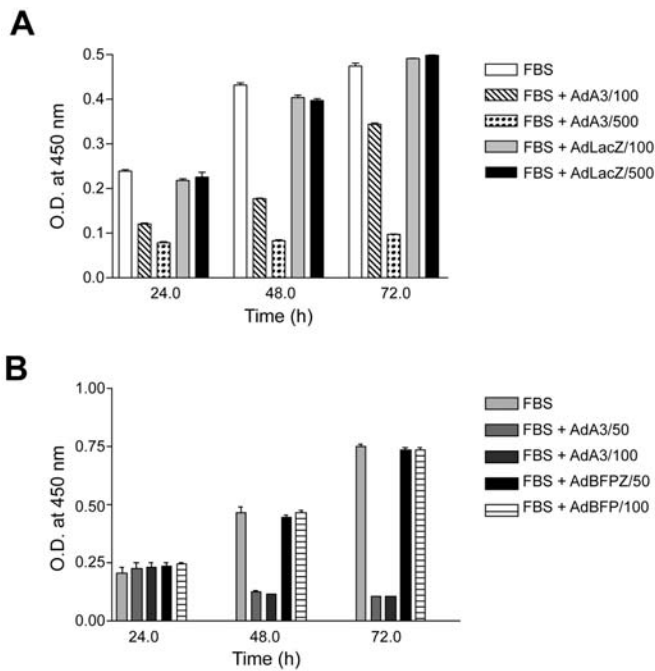 A
O.D. at 450 nm
0.5
0.4
0.3
0.2
0.1
0.0
24.0
48.0
72.0
Time (h)
FBS
FBS + AdA3/100
FBS + AdA3/500
FBS + AdLacZ/100
FBS + AdLacZ/500
B
O.D. at 450 nm
1.00
0.75
0.50
0.25
0.00
24.0
48.0
72.0
Time (h)
FBS
FBS + AdA3/50
FBS + AdA3/100
FBS + AdBFPZ/50
FBS + AdBFP/100